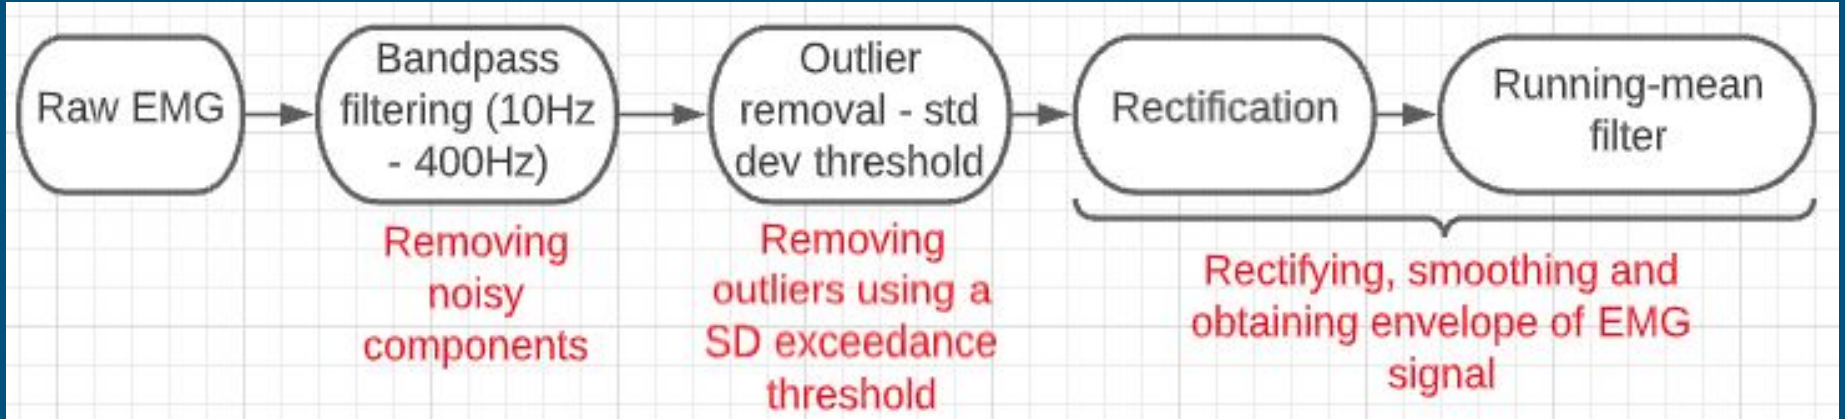 Raw EMG
Bandpass
filtering (10Hz
- 400Hz)
Outlier
removal - std
dev threshold
Rectification
Running-mean
filter
Removing
noisy
components
Removing
outliers using a
SD exceedance
threshold
Rectifying, smoothing and
obtaining envelope of EMG
signal